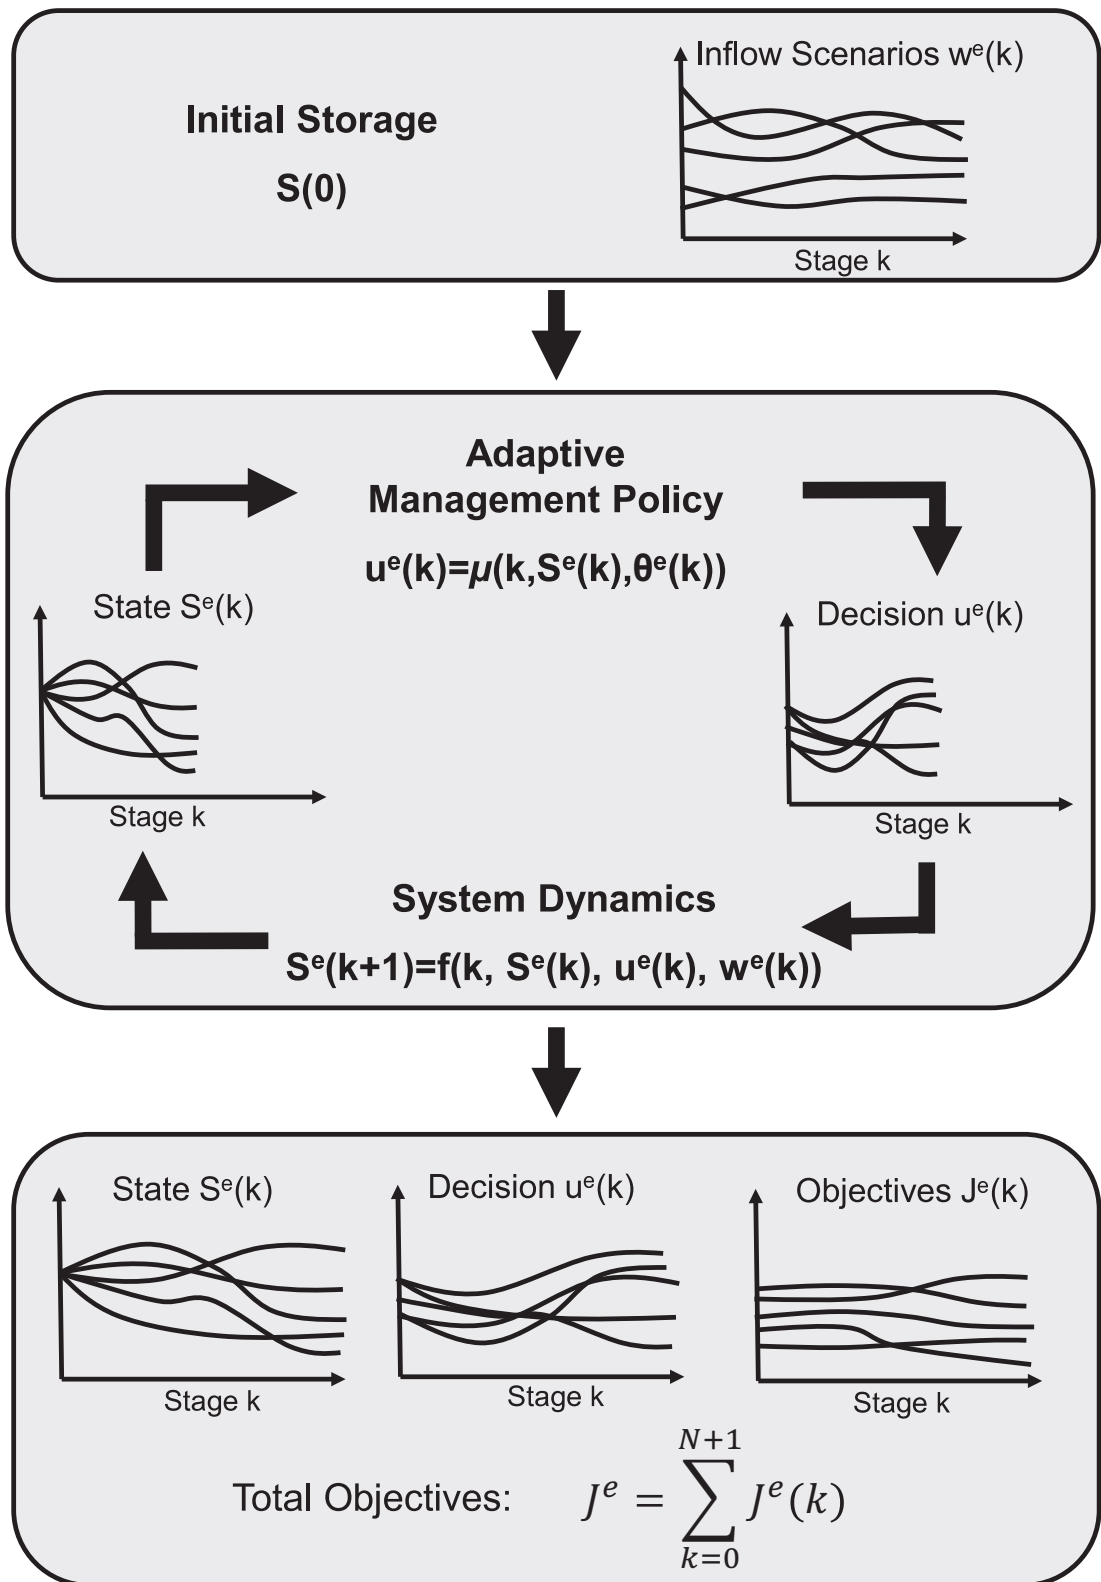 Inflow Scenarios wᵉ(k)
Initial Storage
S(0)
Stage k
Adaptive
Management Policy
uᵉ(k)=μ(k,Sᵉ(k),θᵉ(k))
State Sᵉ(k)
Decision uᵉ(k)
Stage k
Stage k
System Dynamics
Sᵉ(k+1)=f(k, Sᵉ(k), uᵉ(k), wᵉ(k))
State Sᵉ(k)
Decision uᵉ(k)
Objectives Jᵉ(k)
Stage k
Stage k
Stage k
Total Objectives: Jᵉ = ∑_{k=0}^{N+1} Jᵉ(k)